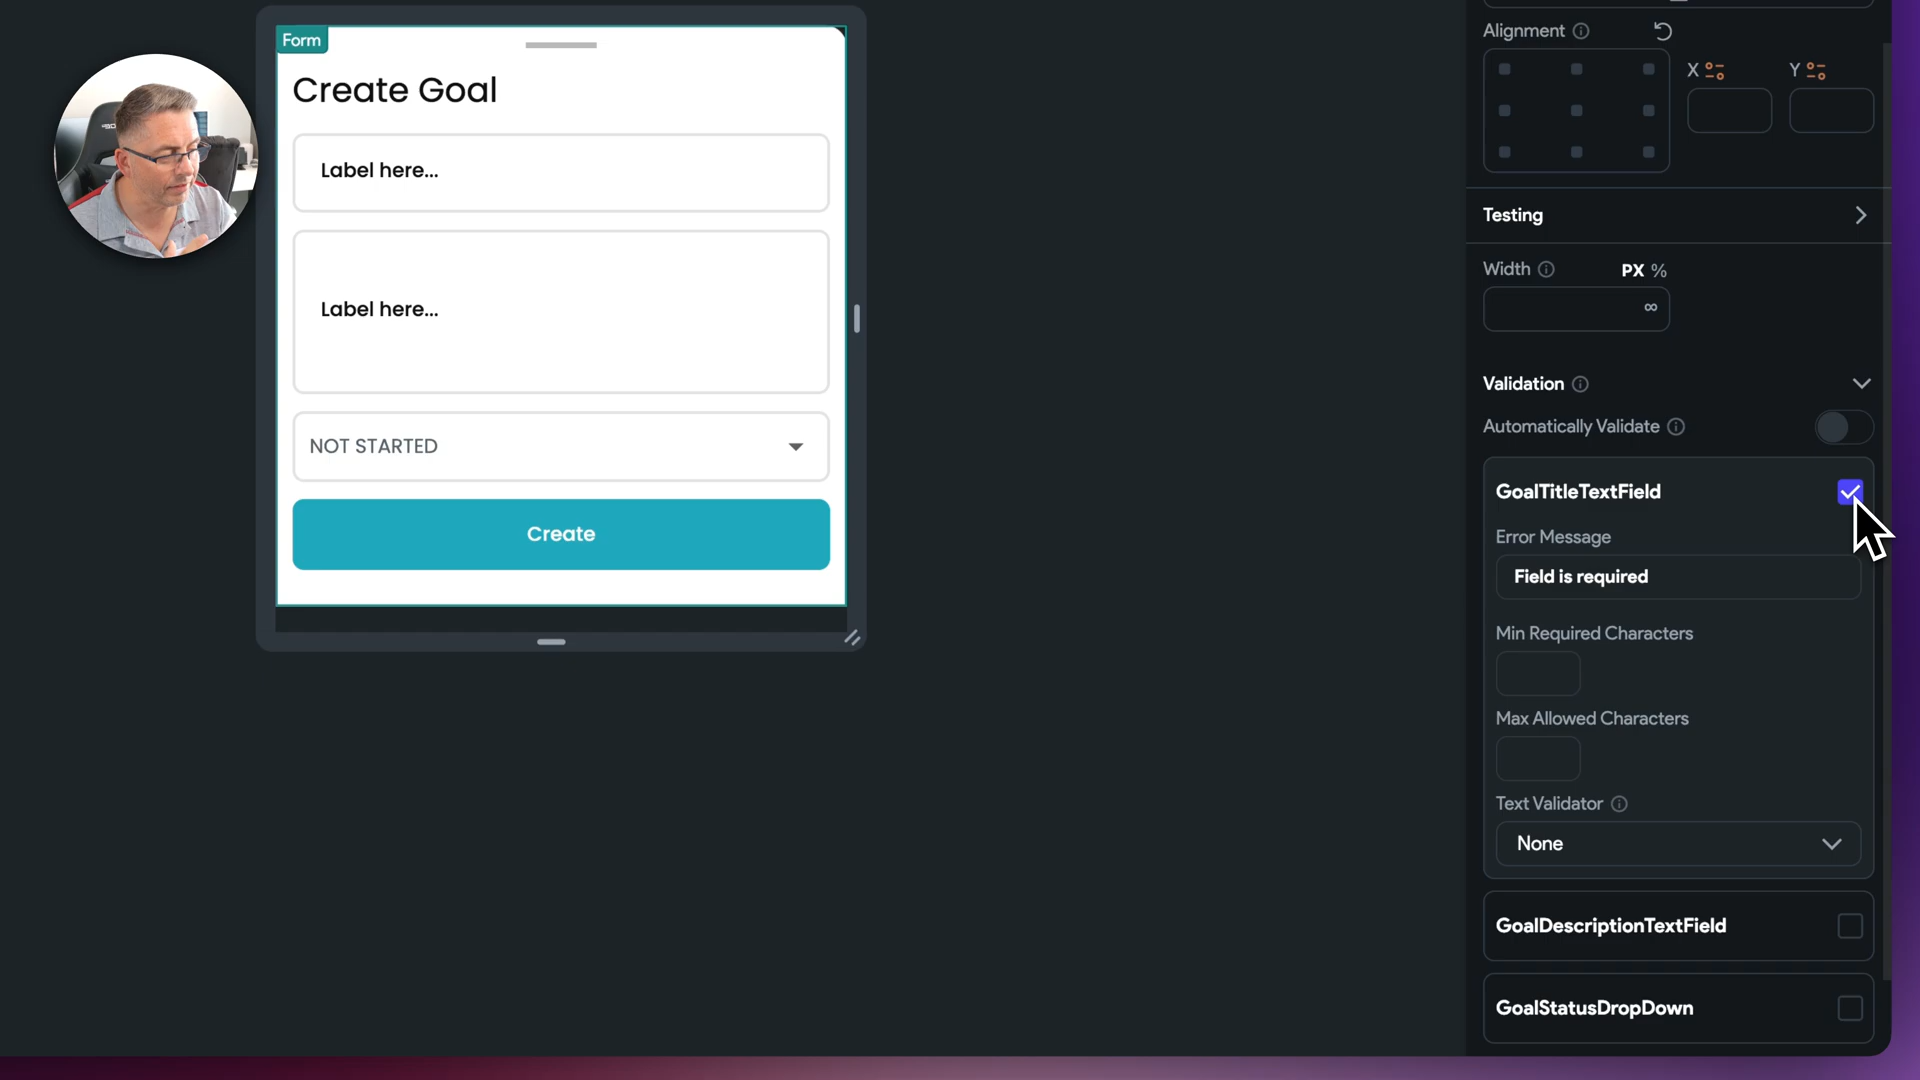 Form
Create Goal
Label here...
Label here...
NOT STARTED
Create
Alignment
X
Y
Testing
Width
PX %
∞
Validation
Automatically Validate
GoalTitleTextField
Error Message
Field is required
Min Required Characters
Max Allowed Characters
Text Validator
None
GoalDescriptionTextField
GoalStatusDropDown